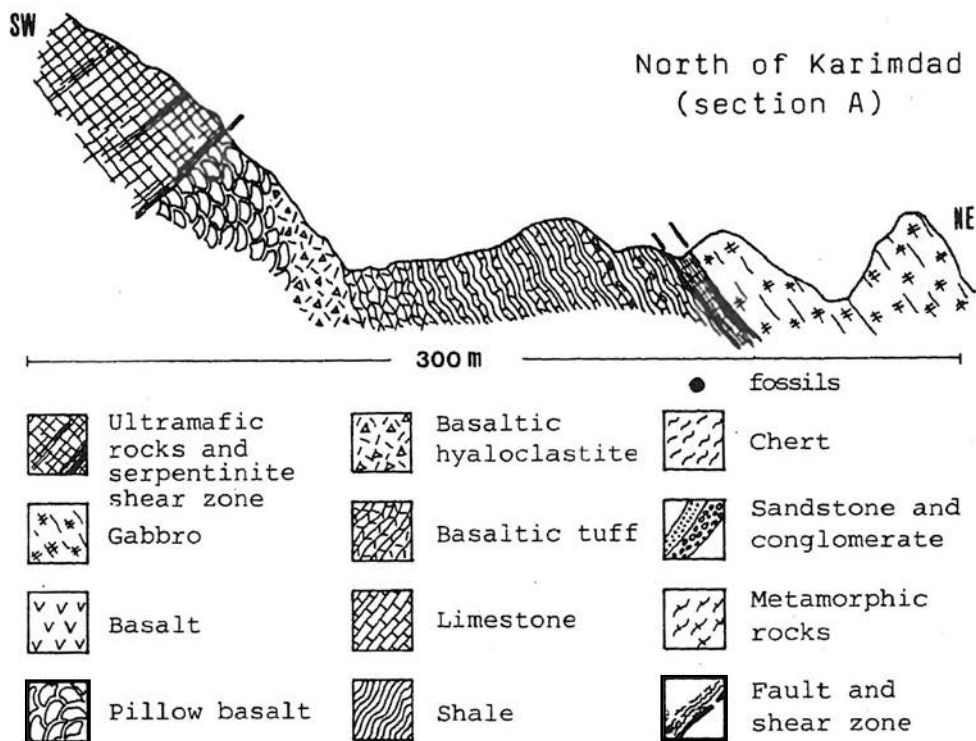 SW
North of Karimdad
(section A)
NE
300 m
fossils
Ultramafic
rocks and
serpentinite
shear zone
Gabbro
Basalt
Pillow basalt
Basaltic
hyaloclastite
Basaltic tuff
Limestone
Shale
Chert
Sandstone and
conglomerate
Metamorphic
rocks
Fault and
shear zone